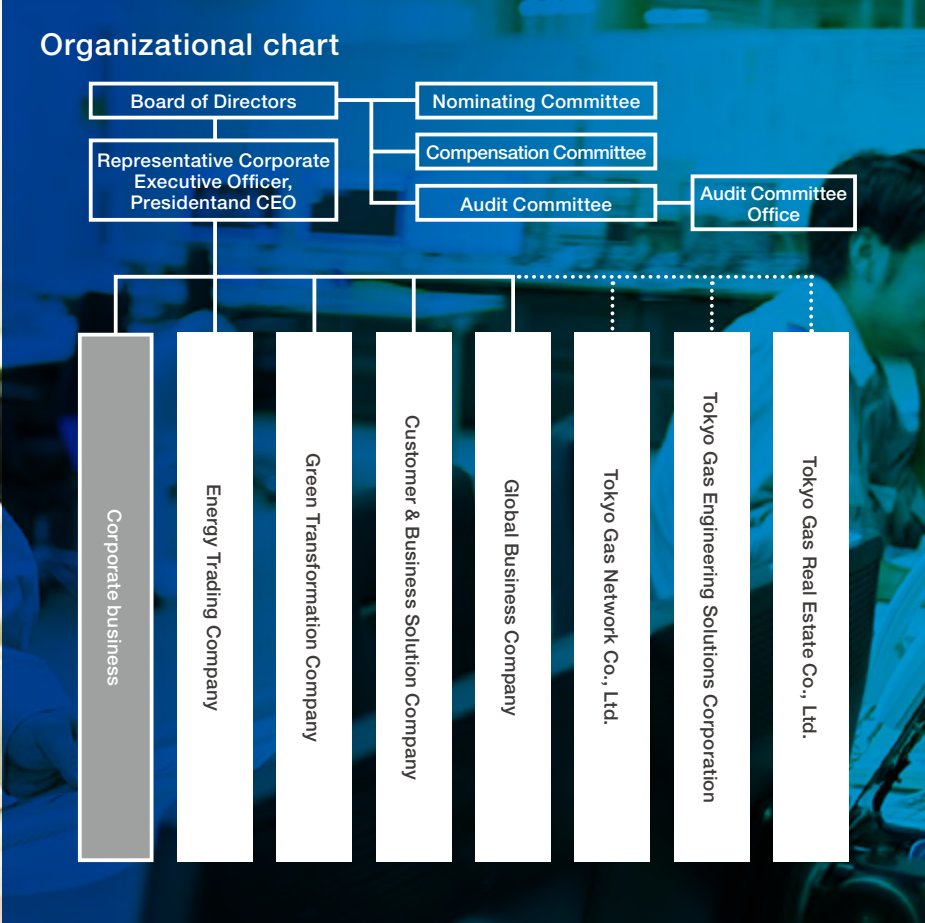 Organizational chart
Board of Directors
Nominating Committee
Representative Corporate
Executive Officer,
Presidentand CEO
Compensation Committee
Audit Committee
Audit Committee
Office
Corporate business
Energy Trading Company
Green Transformation Company
Customer & Business Solution Company
Global Business Company
Tokyo Gas Network Co., Ltd.
Tokyo Gas Engineering Solutions Corporation
Tokyo Gas Real Estate Co., Ltd.